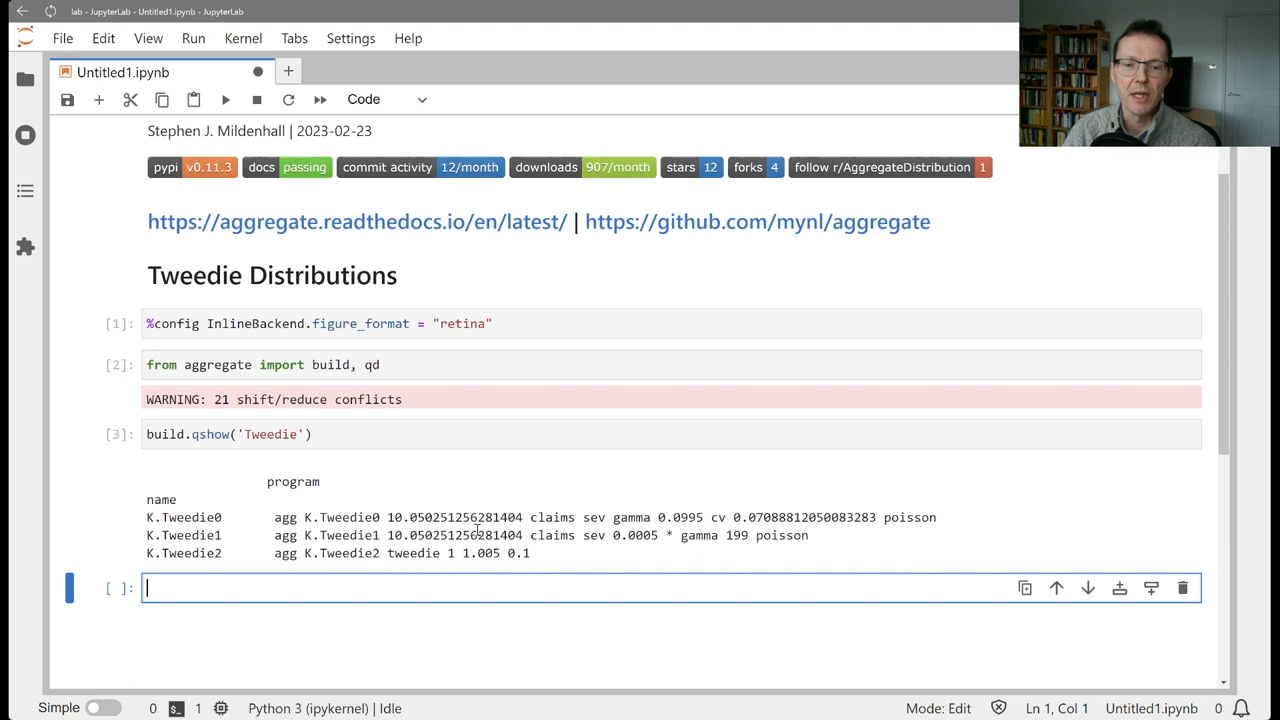 lab - JupyterLab - Untitled1.ipynb - JupyterLab
File Edit View Run Kernel Tabs Settings Help
Untitled1.ipynb
Code
Stephen J. Mildenhall | 2023-02-23
pypi v0.11.3 docs passing commit activity 12/month downloads 907/month stars 12 forks 4 follow r/AggregateDistribution 1
https://aggregate.readthedocs.io/en/latest/ | https://github.com/mynl/aggregate
Tweedie Distributions
[1]: %config InlineBackend.figure_format = "retina"
[2]: from aggregate import build, qd
WARNING: 21 shift/reduce conflicts
[3]: build.qshow('Tweedie')
program
name
K.Tweedie0 agg K.Tweedie0 10.050251256281404 claims sev gamma 0.0995 cv 0.07088812050083283 poisson
K.Tweedie1 agg K.Tweedie1 10.050251256281404 claims sev 0.0005 * gamma 199 poisson
K.Tweedie2 agg K.Tweedie2 tweedie 1 1.005 0.1
[ ]:
Simple 0 1 Python 3 (ipykernel) | Idle Mode: Edit Ln 1, Col 1 Untitled1.ipynb 0